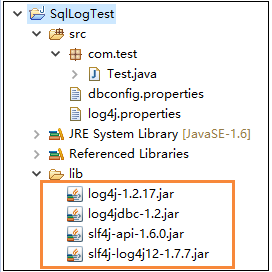 SqlLogTest
src
com.test
Test.java
dbconfig.properties
log4j.properties
JRE System Library [JavaSE-1.6]
Referenced Libraries
lib
log4j-1.2.17.jar
log4jdbc-1.2.jar
slf4j-api-1.6.0.jar
slf4j-log4j12-1.7.7.jar